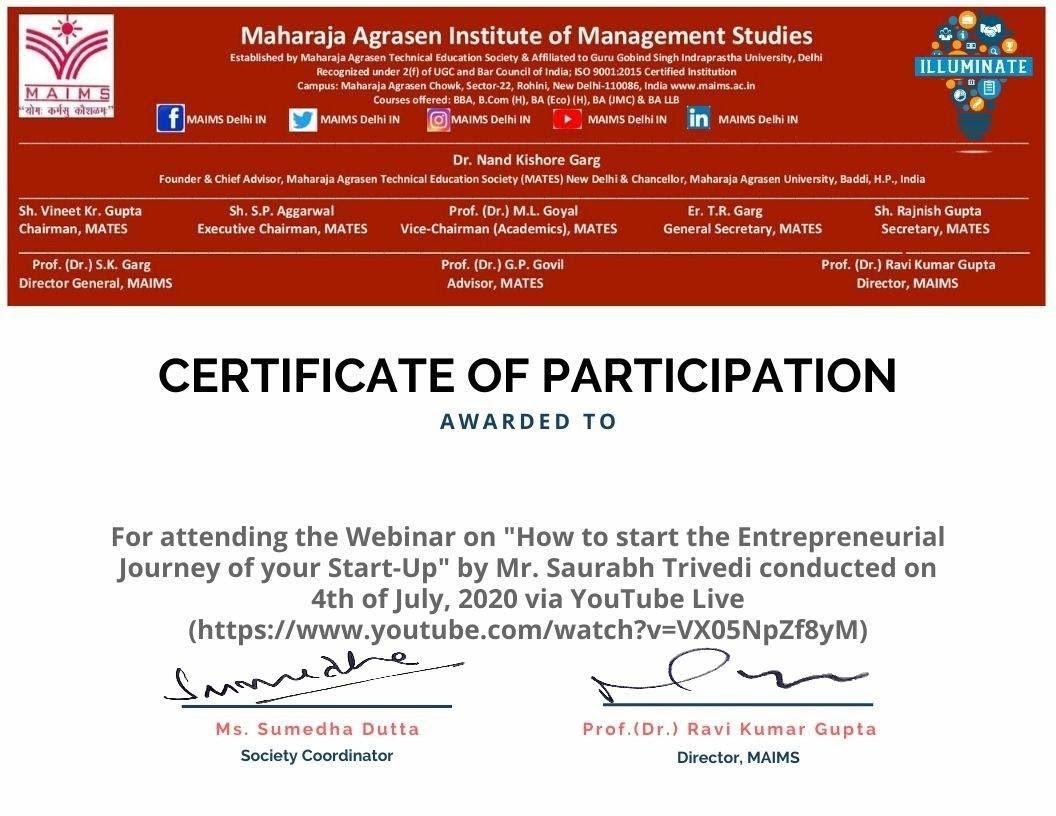 MAIMS
"योगः कर्मसु कौशलम्"
ILLUMINATE
Maharaja Agrasen Institute of Management Studies
Established by Maharaja Agrasen Technical Education Society & Affiliated to Guru Gobind Singh Indraprastha University, Delhi
Recognized under 2(f) of UGC and Bar Council of India; ISO 9001:2015 Certified Institution
Campus: Maharaja Agrasen Chowk, Sector-22, Rohini, New Delhi-110086, India www.maims.ac.in
Courses offered: BBA, B.Com (H), BA (Eco) (H), BA (JMC) & BA LLB
MAIMS Delhi IN MAIMS Delhi IN MAIMS Delhi IN MAIMS Delhi IN MAIMS Delhi IN
Dr. Nand Kishore Garg
Founder & Chief Advisor, Maharaja Agrasen Technical Education Society (MATES) New Delhi & Chancellor, Maharaja Agrasen University, Baddi, H.P., India
Sh. Vineet Kr. Gupta Sh. S.P. Aggarwal Prof. (Dr.) M.L. Goyal Er. T.R. Garg Sh. Rajnish Gupta
Chairman, MATES Executive Chairman, MATES Vice-Chairman (Academics), MATES General Secretary, MATES Secretary, MATES
Prof. (Dr.) S.K. Garg Prof. (Dr.) G.P. Govil Prof. (Dr.) Ravi Kumar Gupta
Director General, MAIMS Advisor, MATES Director, MAIMS
CERTIFICATE OF PARTICIPATION
AWARDED TO
For attending the Webinar on "How to start the Entrepreneurial
Journey of your Start-Up" by Mr. Saurabh Trivedi conducted on
4th of July, 2020 via YouTube Live
(https://www.youtube.com/watch?v=VX05NpZf8yM)
Sumedha
Ms. Sumedha Dutta Prof.(Dr.) Ravi Kumar Gupta
Society Coordinator Director, MAIMS